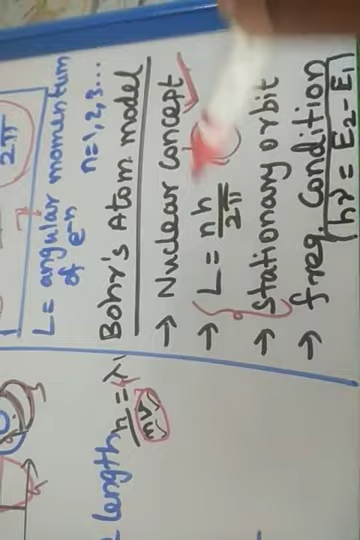 2π
L = angular momentum
of e⁻n n=1,2,3...
Bohr's Atom model
→ Nuclear Concept
→ L = nh/2π
→ Stationary orbit
→ freq. Condition
hν = E₂ - E₁
length
mv